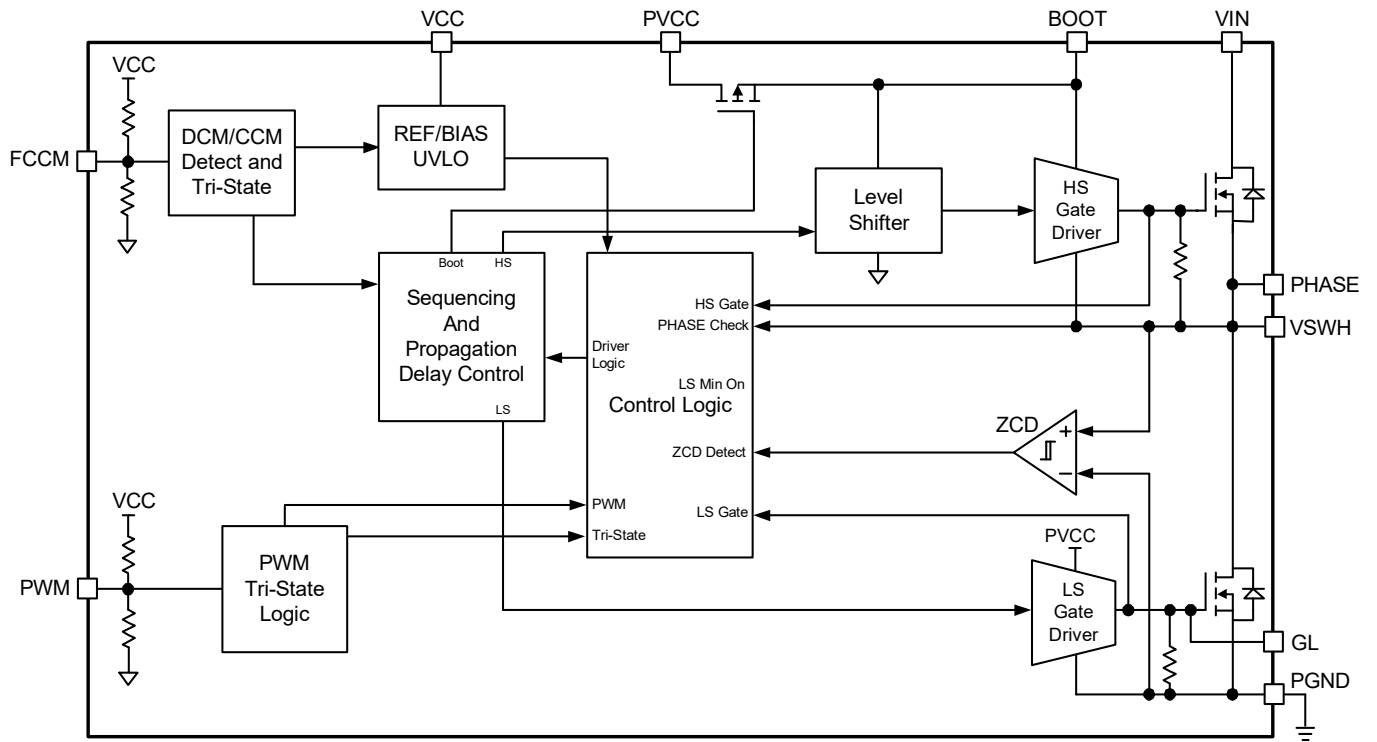 VCC
PVCC
BOOT
VIN
VCC
FCCM
DCM/CCM
Detect and
Tri-State
REF/BIAS
UVLO
Level
Shifter
HS
Gate
Driver
Boot
HS
Sequencing
And
Propagation
Delay Control
LS
HS Gate
PHASE Check
Driver
Logic
LS Min On
Control Logic
ZCD Detect
PWM
LS Gate
Tri-State
PHASE
VSWH
ZCD
+
−
VCC
PWM
PWM
Tri-State
Logic
PVCC
LS
Gate
Driver
GL
PGND